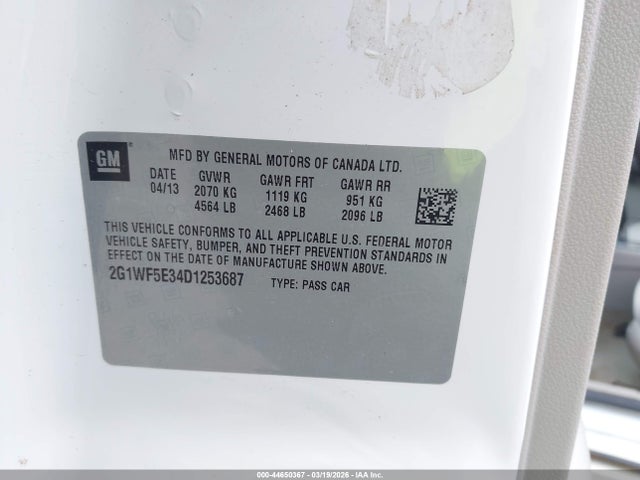 GM
MFD BY GENERAL MOTORS OF CANADA LTD.
DATE GVWR GAWR FRT GAWR RR
04/13 2070 KG 1119 KG 951 KG
4564 LB 2468 LB 2096 LB
THIS VEHICLE CONFORMS TO ALL APPLICABLE U.S. FEDERAL MOTOR
VEHICLE SAFETY, BUMPER, AND THEFT PREVENTION STANDARDS IN
EFFECT ON THE DATE OF MANUFACTURE SHOWN ABOVE.
2G1WF5E34D1253687 TYPE: PASS CAR
000-44650367 - 03/19/2026 - IAA Inc.